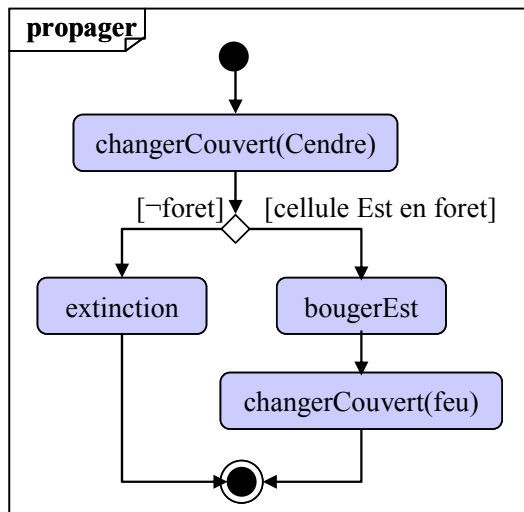 propager
changerCouvert(Cendre)
[¬foret] [cellule Est en foret]
extinction
bougerEst
changerCouvert(feu)